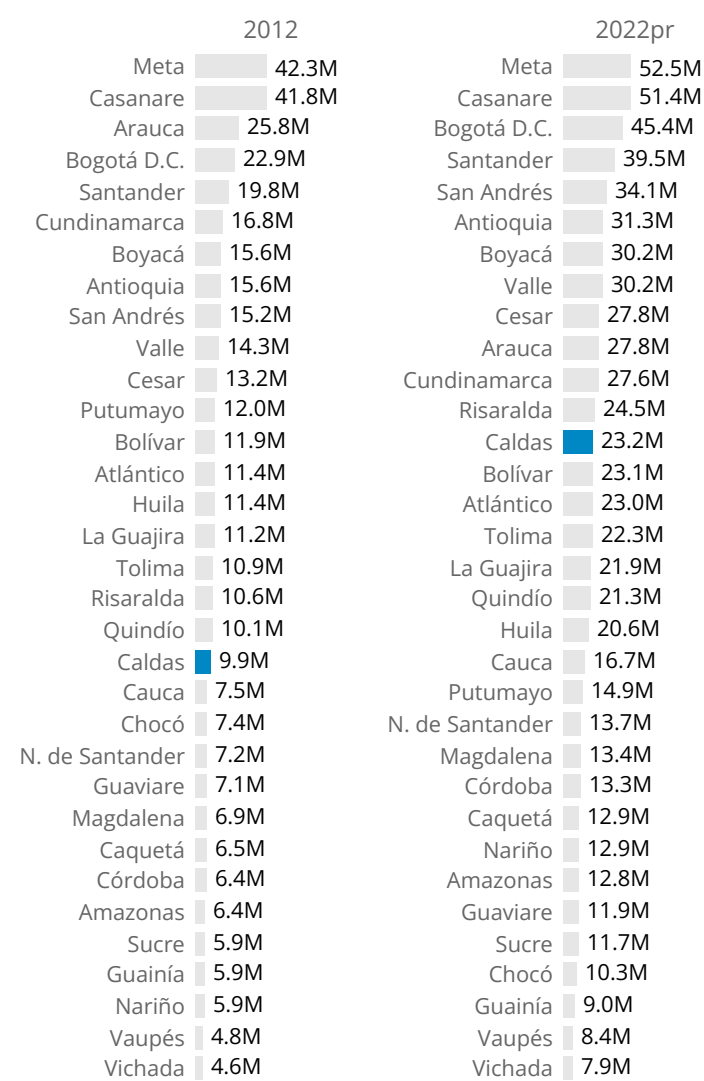 2012
Meta 42.3M
Casanare 41.8M
Arauca 25.8M
Bogotá D.C. 22.9M
Santander 19.8M
Cundinamarca 16.8M
Boyacá 15.6M
Antioquia 15.6M
San Andrés 15.2M
Valle 14.3M
Cesar 13.2M
Putumayo 12.0M
Bolívar 11.9M
Atlántico 11.4M
Huila 11.4M
La Guajira 11.2M
Tolima 10.9M
Risaralda 10.6M
Quindío 10.1M
Caldas 9.9M
Cauca 7.5M
Chocó 7.4M
N. de Santander 7.2M
Guaviare 7.1M
Magdalena 6.9M
Caquetá 6.5M
Córdoba 6.4M
Amazonas 6.4M
Sucre 5.9M
Guainía 5.9M
Nariño 5.9M
Vaupés 4.8M
Vichada 4.6M
2022pr
Meta 52.5M
Casanare 51.4M
Bogotá D.C. 45.4M
Santander 39.5M
San Andrés 34.1M
Antioquia 31.3M
Boyacá 30.2M
Valle 30.2M
Cesar 27.8M
Arauca 27.8M
Cundinamarca 27.6M
Risaralda 24.5M
Caldas 23.2M
Bolívar 23.1M
Atlántico 23.0M
Tolima 22.3M
La Guajira 21.9M
Quindío 21.3M
Huila 20.6M
Cauca 16.7M
Putumayo 14.9M
N. de Santander 13.7M
Magdalena 13.4M
Córdoba 13.3M
Caquetá 12.9M
Nariño 12.9M
Amazonas 12.8M
Guaviare 11.9M
Sucre 11.7M
Chocó 10.3M
Guainía 9.0M
Vaupés 8.4M
Vichada 7.9M